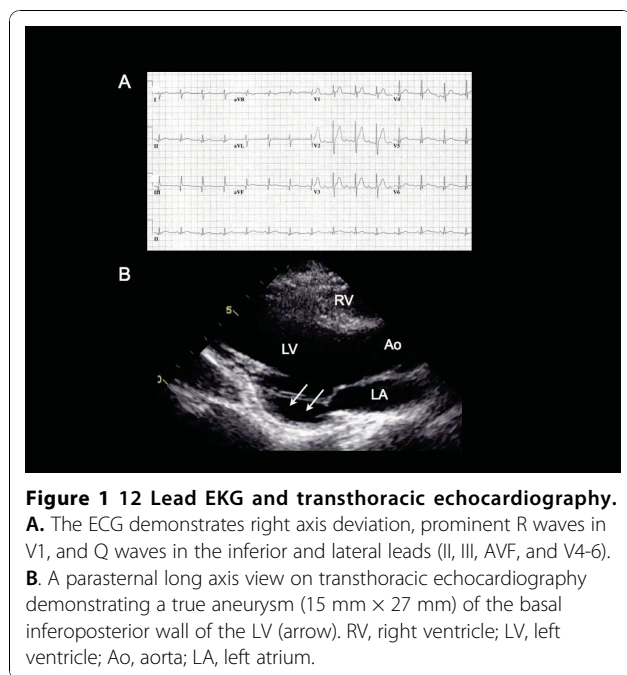 A
I aVR V1 V4
II aVL V2 V5
III aVF V3 V6
II
B
5
RV
LV Ao
LA
Figure 1 12 Lead EKG and transthoracic echocardiography.
A. The ECG demonstrates right axis deviation, prominent R waves in
V1, and Q waves in the inferior and lateral leads (II, III, AVF, and V4-6).
B. A parasternal long axis view on transthoracic echocardiography
demonstrating a true aneurysm (15 mm × 27 mm) of the basal
inferoposterior wall of the LV (arrow). RV, right ventricle; LV, left
ventricle; Ao, aorta; LA, left atrium.